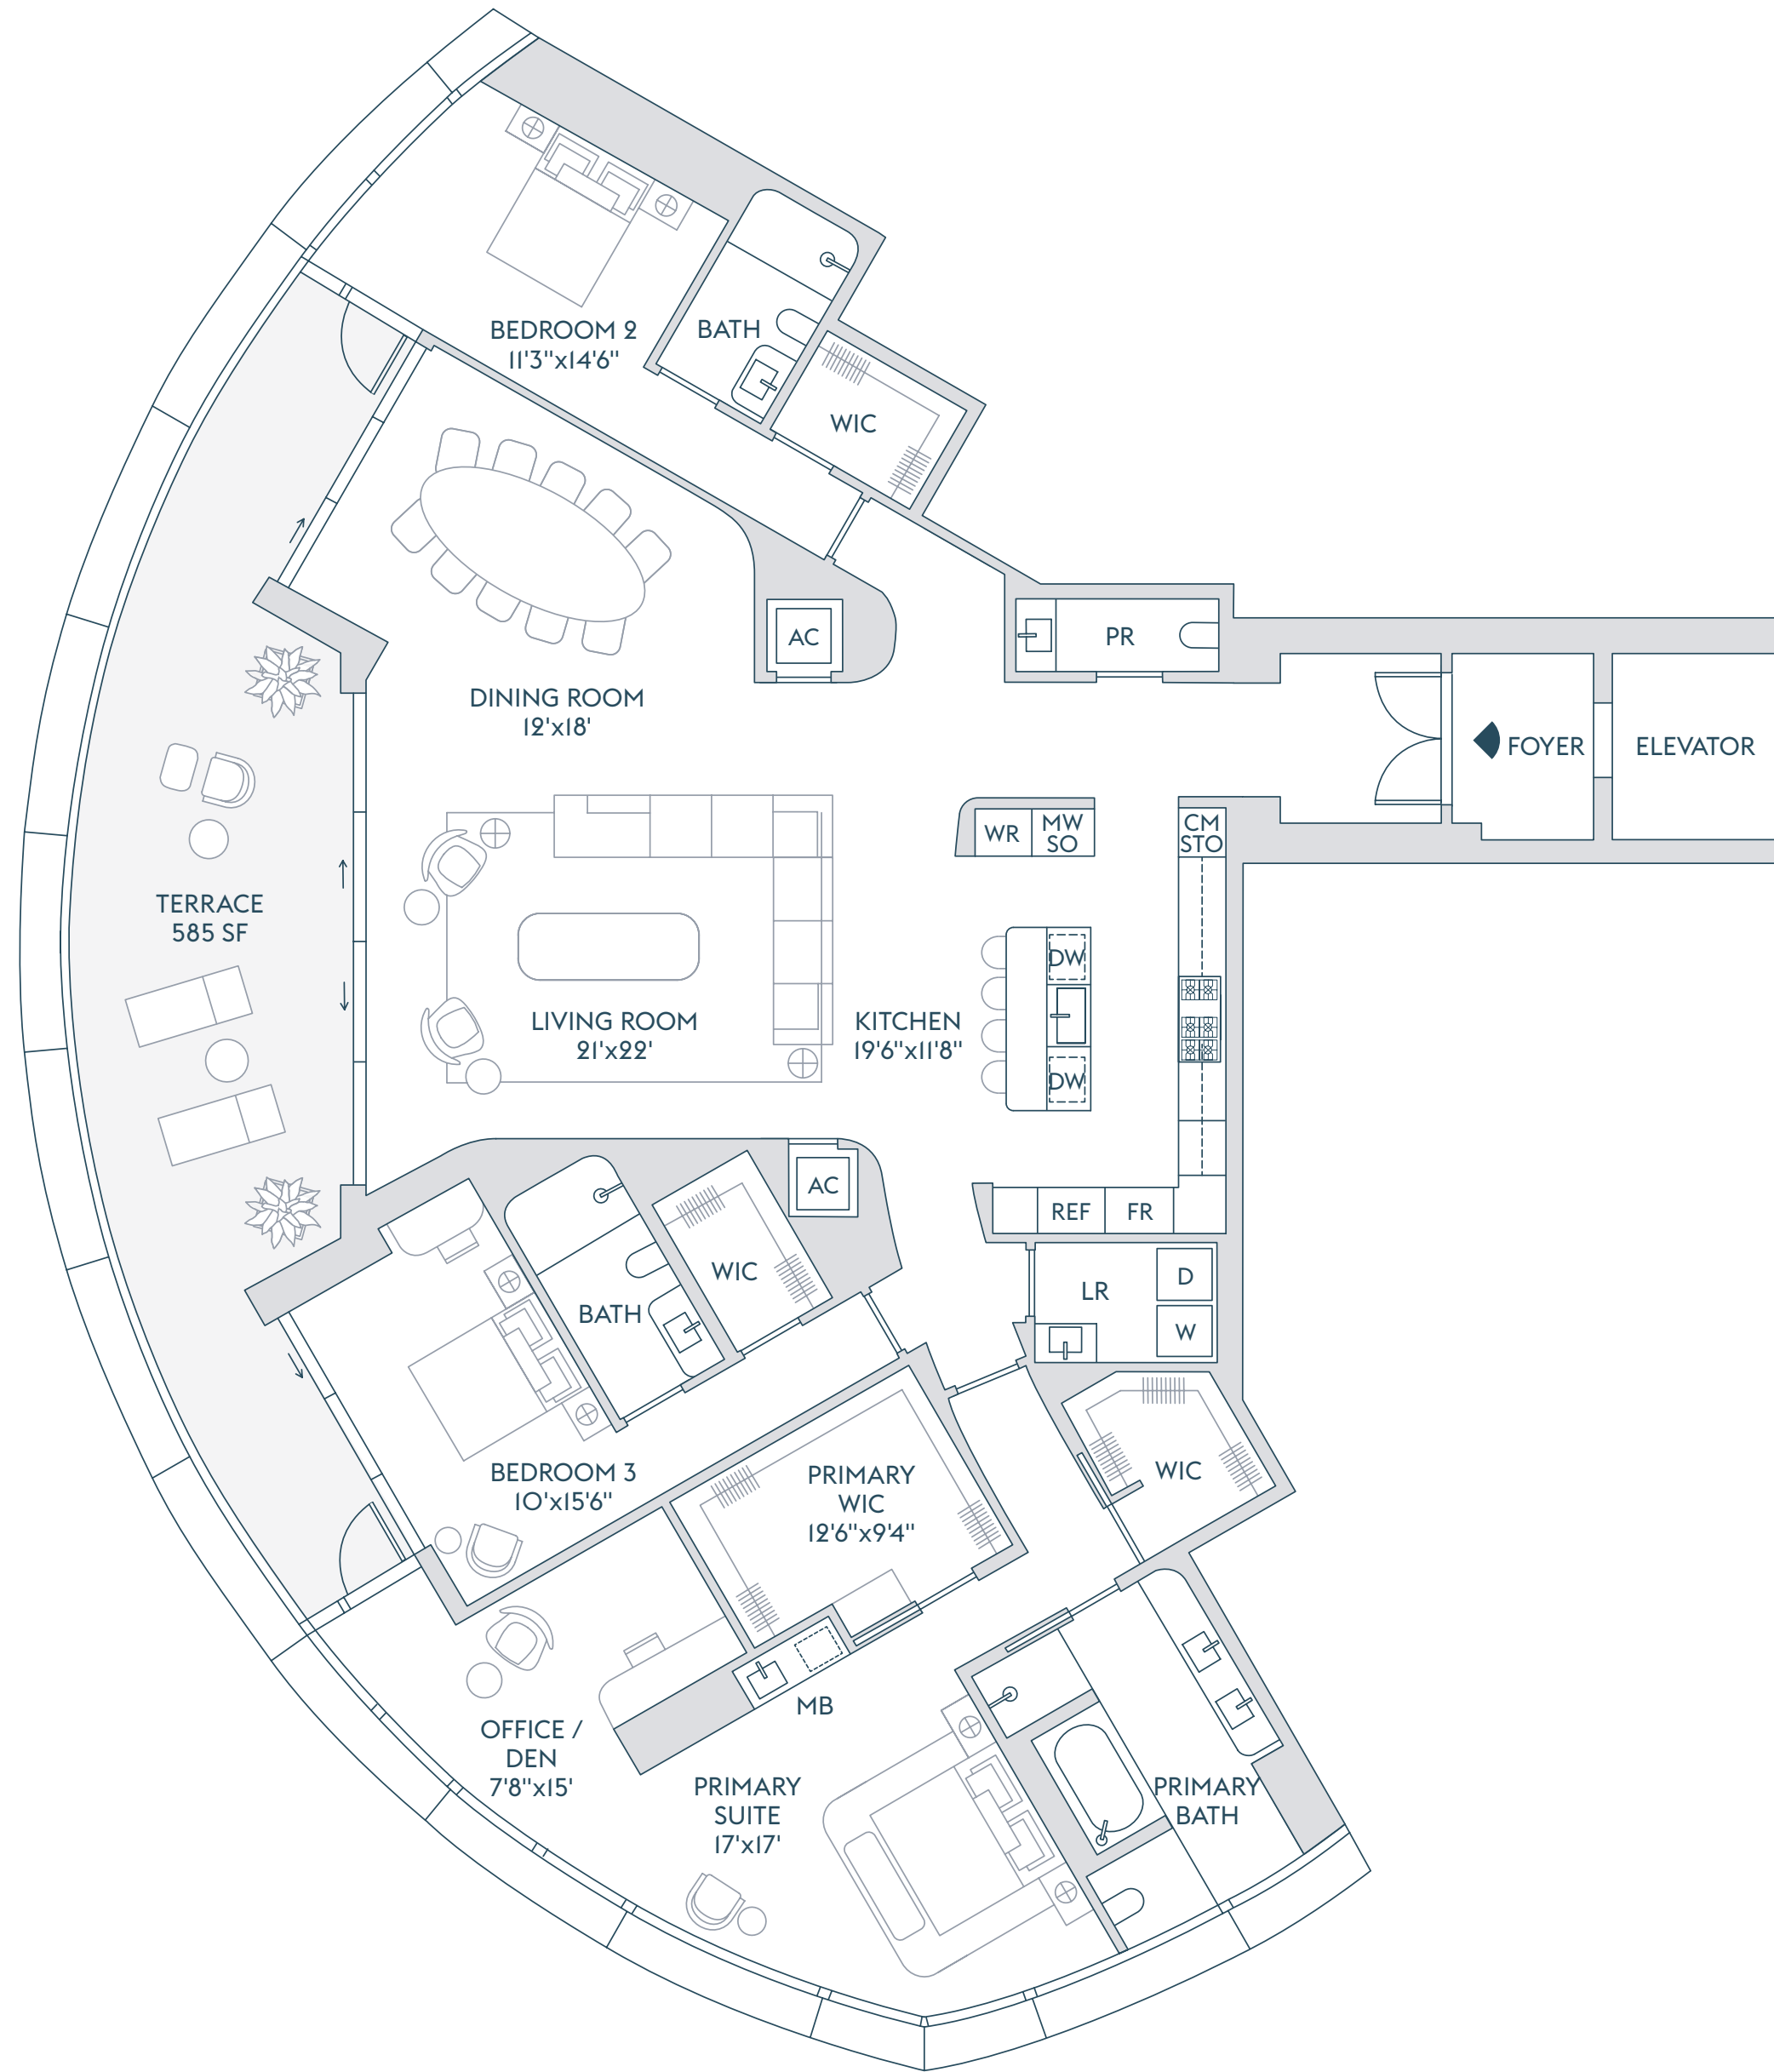 BEDROOM 2
11'3"x14'6"
BATH
WIC
AC
PR
DINING ROOM
12'x18'
FOYER
ELEVATOR
WR
MW
SO
CM
STO
TERRACE
585 SF
DW
LIVING ROOM
21'x22'
KITCHEN
19'6"x11'8"
DW
AC
REF
FR
WIC
LR
D
W
BATH
BEDROOM 3
10'x15'6"
PRIMARY
WIC
12'6"x9'4"
WIC
MB
OFFICE /
DEN
7'8"x15'
PRIMARY
SUITE
17'x17'
PRIMARY
BATH